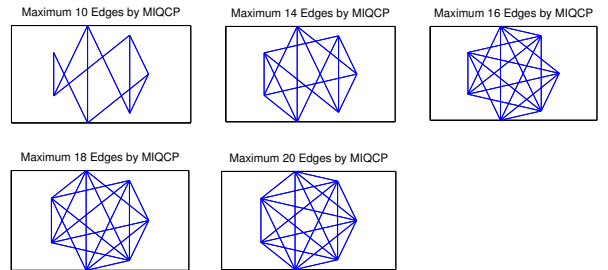 Maximum 10 Edges by MIQCP
Maximum 14 Edges by MIQCP
Maximum 16 Edges by MIQCP
Maximum 18 Edges by MIQCP
Maximum 20 Edges by MIQCP